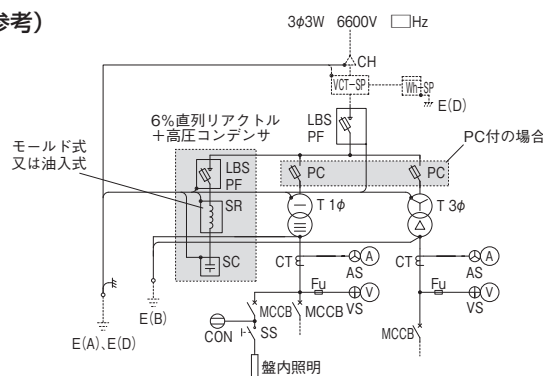 参考)
3φ3W 6600V □Hz
CH
VCT-SP
Wh-SP
E(D)
6%直列リアクトル
+高圧コンデンサ
LBS
PF
PC付の場合
モールド式
又は油入式
LBS
PF
PC
PC
SR
T 1φ
T 3φ
SC
CT
A
AS
CT
A
AS
Fu
V
VS
Fu
V
VS
E(A)、E(D)
E(B)
MCCB
MCCB
MCCB
CON
SS
盤内照明